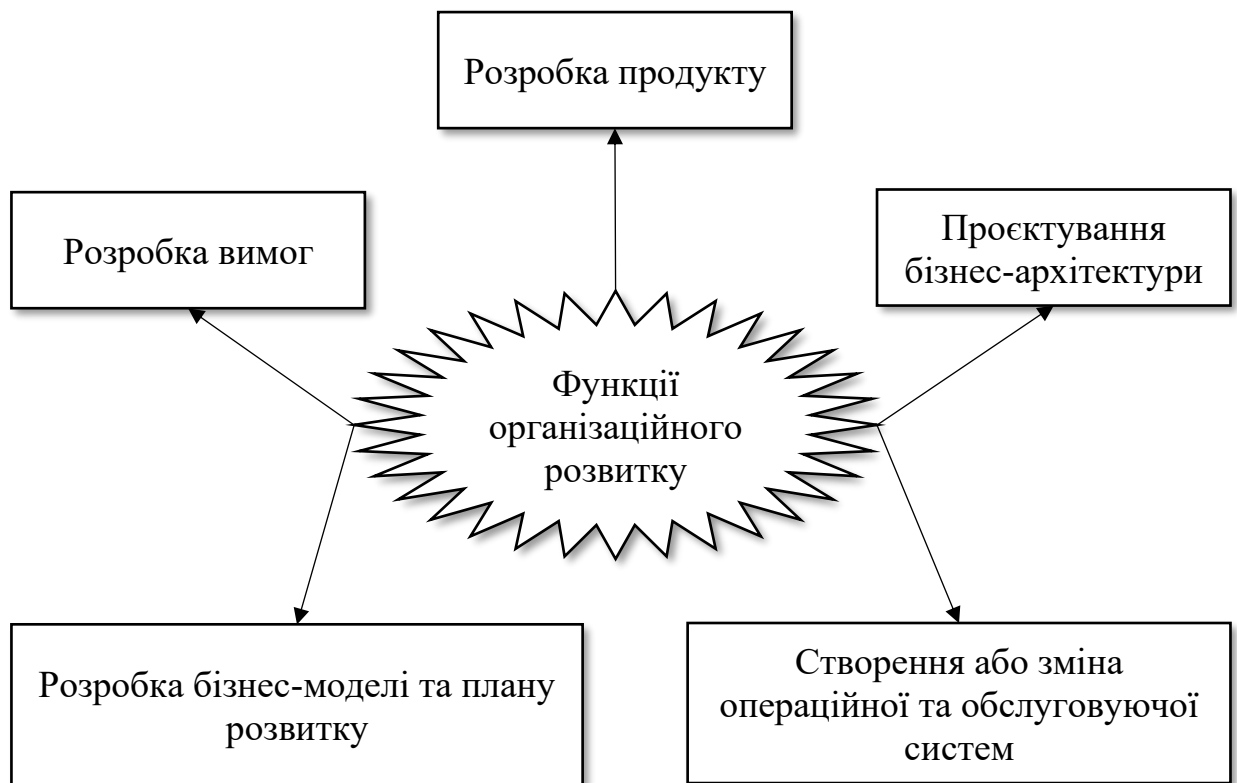 Розробка продукту
Розробка вимог
Проєктування
бізнес-архітектури
Функції
організаційного
розвитку
Розробка бізнес-моделі та плану
розвитку
Створення або зміна
операційної та обслуговуючої
систем